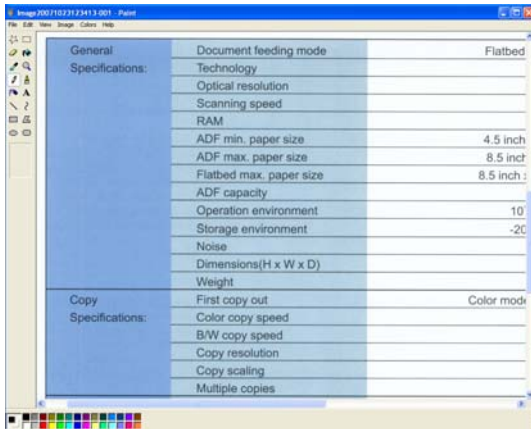 Image20071023123413-001 - Paint
File Edit View Image Colors Help
General Document feeding mode Flatbed
Specifications: Technology
Optical resolution
Scanning speed
RAM
ADF min. paper size 4.5 inch
ADF max. paper size 8.5 inch
Flatbed max. paper size 8.5 inch
ADF capacity
Operation environment 10
Storage environment -20
Noise
Dimensions(H x W x D)
Weight
Copy First copy out Color mode
Specifications: Color copy speed
B/W copy speed
Copy resolution
Copy scaling
Multiple copies